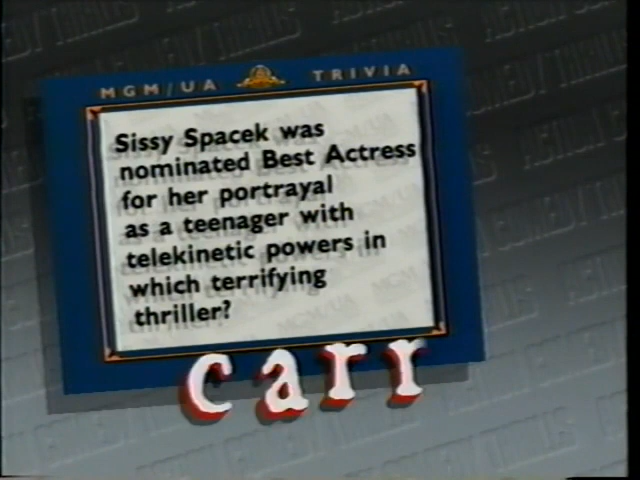 MGM/UA TRIVIA
Sissy Spacek was
nominated Best Actress
for her portrayal
as a teenager with
telekinetic powers in
which terrifying
thriller?
carr